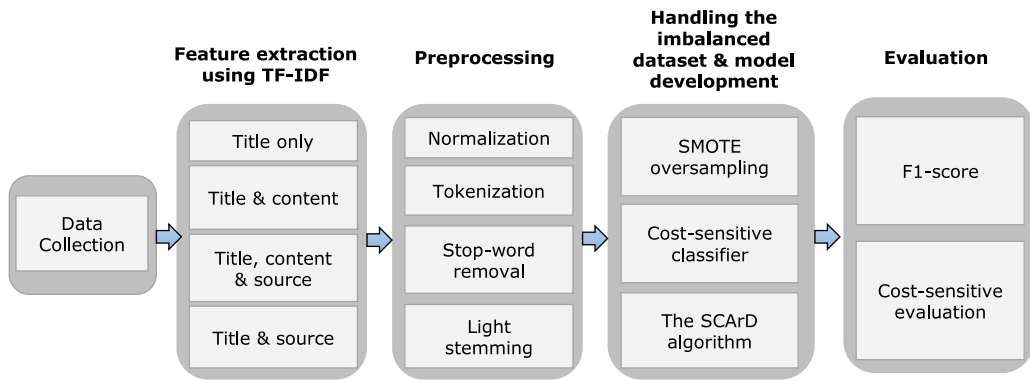 Data
Collection
Feature extraction
using TF-IDF
Title only
Title & content
Title, content
& source
Title & source
Preprocessing
Normalization
Tokenization
Stop-word
removal
Light
stemming
Handling the
imbalanced
dataset & model
development
SMOTE
oversampling
Cost-sensitive
classifier
The SCArD
algorithm
Evaluation
F1-score
Cost-sensitive
evaluation